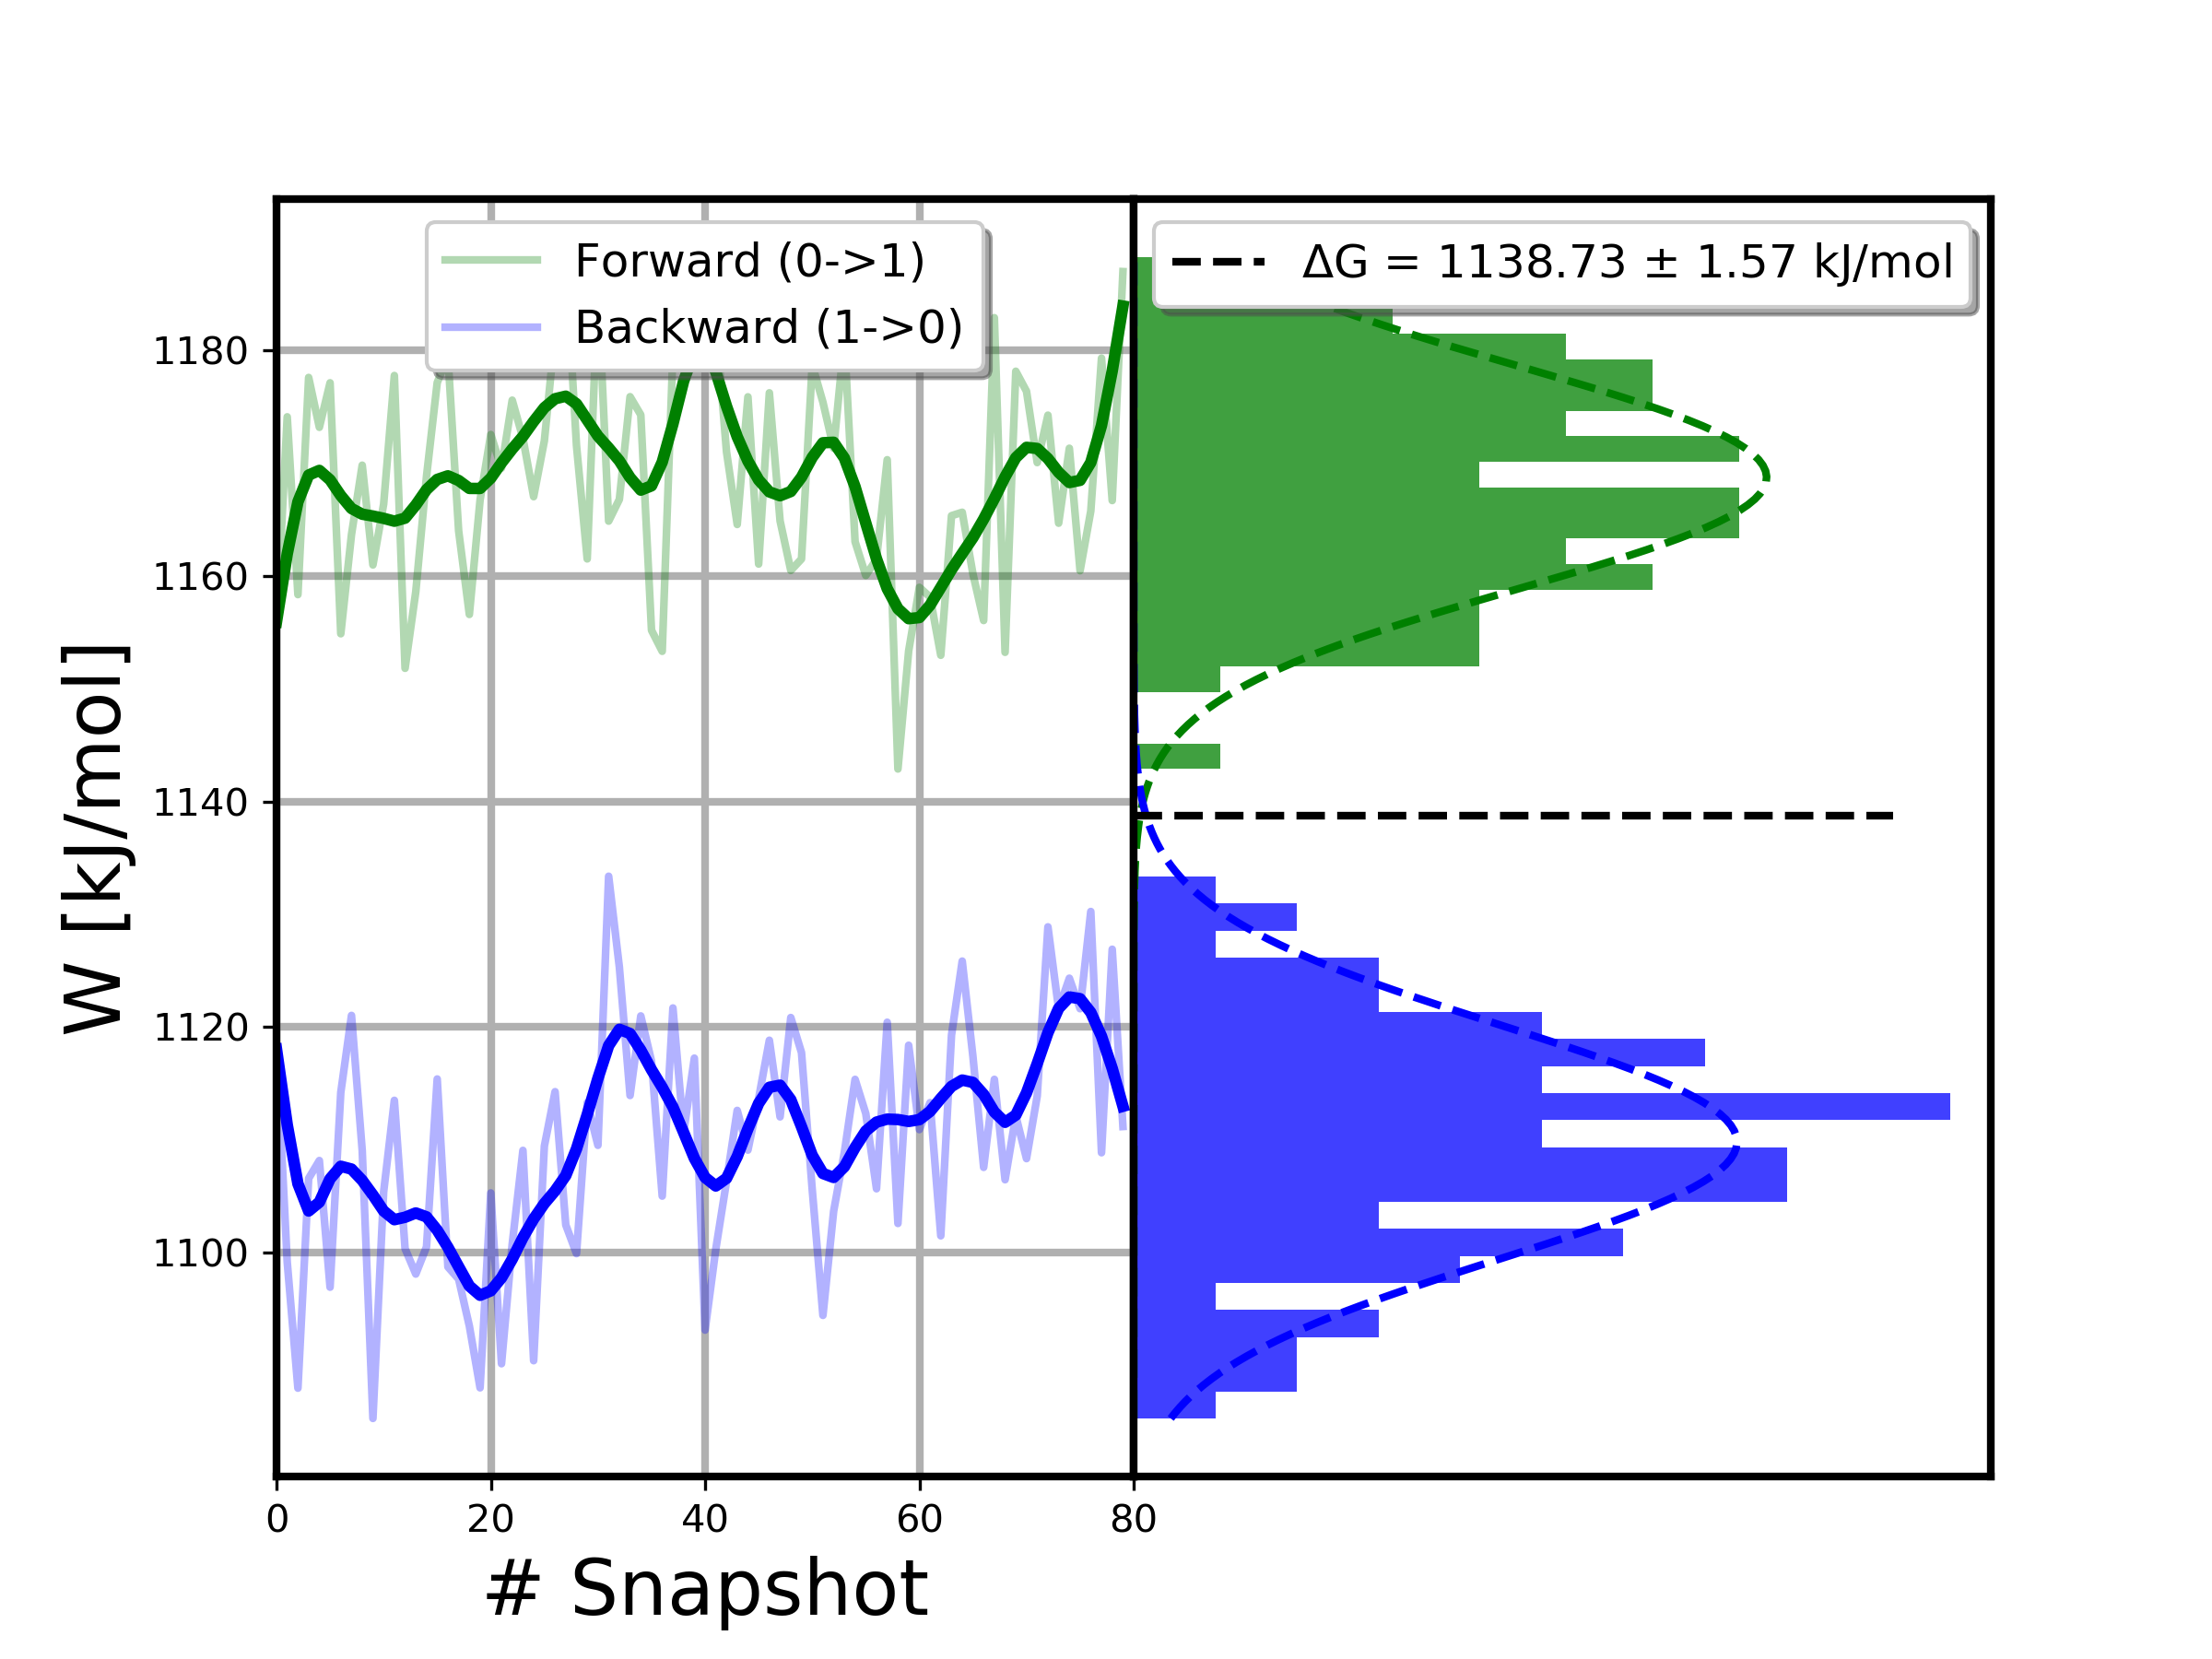 Forward (0->1)
Backward (1->0)
ΔG = 1138.73 ± 1.57 kJ/mol
W [kJ/mol]
1180
1160
1140
1120
1100
0 20 40 60 80
# Snapshot